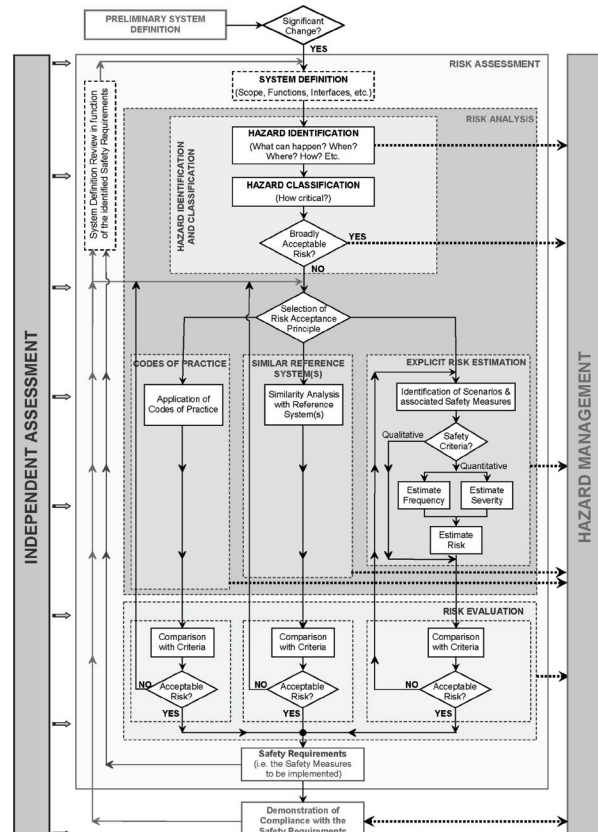 PRELIMINARY SYSTEM
DEFINITION
Significant
Change?
YES
RISK ASSESSMENT
SYSTEM DEFINITION
(Scope, Functions, Interfaces, etc.)
System Definition Review in function
of the identified Safety Requirements
RISK ANALYSIS
HAZARD IDENTIFICATION
AND CLASSIFICATION
HAZARD IDENTIFICATION
(What can happen? When?
Where? How? Etc.
HAZARD CLASSIFICATION
(How critical?)
Broadly
Acceptable
Risk?
YES
NO
Selection of
Risk Acceptance
Principle
INDEPENDENT ASSESSMENT
HAZARD MANAGEMENT
CODES OF PRACTICE
Application of
Codes of Practice
SIMILAR REFERENCE
SYSTEM(S)
Similarity Analysis
with Reference
System(s)
EXPLICIT RISK ESTIMATION
Identification of Scenarios &
associated Safety Measures
Qualitative
Safety
Criteria?
Quantitative
Estimate
Frequency
Estimate
Severity
Estimate
Risk
RISK EVALUATION
Comparison
with Criteria
Comparison
with Criteria
Comparison
with Criteria
NO
Acceptable
Risk?
YES
NO
Acceptable
Risk?
YES
NO
Acceptable
Risk?
YES
Safety Requirements
(i.e. the Safety Measures
to be implemented)
Demonstration of
Compliance with the
Safety Requirements